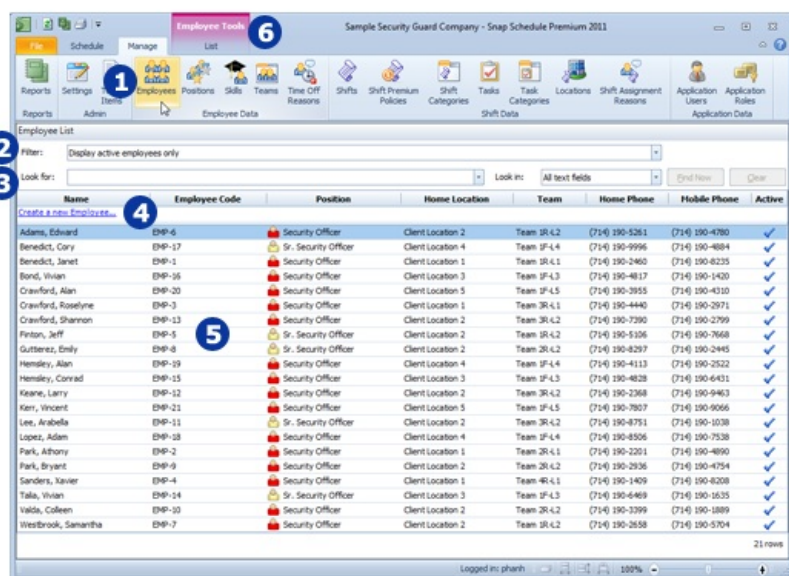 Employee Tools
Sample Security Guard Company - Snap Schedule Premium 2011
File Schedule Manage List
6
1
Reports Settings Items Employees Positions Skills Teams Time Off Reasons Shifts Shift Premium Policies Shift Categories Tasks Task Categories Locations Shift Assignment Reasons Application Users Application Roles
Reports Admin Employee Data Shift Data Application Data
Employee List
2
Filter: Display active employees only
3
Look for: Look in: All text fields Find Now Clear
Name Employee Code Position Home Location Team Home Phone Mobile Phone Active
Create a new Employee...
4
Adams, Edward EMP-6 Security Officer Client Location 2 Team 1R-L2 (714) 190-5261 (714) 190-4780
Benedict, Cory EMP-17 Sr. Security Officer Client Location 4 Team 1F-L4 (714) 190-9996 (714) 190-4884
Benedict, Janet EMP-1 Security Officer Client Location 1 Team 1R-L1 (714) 190-2460 (714) 190-8235
Bond, Vivian EMP-16 Security Officer Client Location 3 Team 1F-L3 (714) 190-4817 (714) 190-1420
Crawford, Alan EMP-20 Security Officer Client Location 5 Team 1F-L5 (714) 190-3955 (714) 190-4310
Crawford, Roselyne EMP-3 Security Officer Client Location 1 Team 3R-L1 (714) 190-4440 (714) 190-2971
Crawford, Shannon EMP-13 Security Officer Client Location 2 Team 3R-L2 (714) 190-7390 (714) 190-2799
Finton, Jeff EMP-5 Sr. Security Officer Client Location 2 Team 1R-L2 (714) 190-5106 (714) 190-7668
5
Gutterez, Emily EMP-8 Sr. Security Officer Client Location 2 Team 2R-L2 (714) 190-8297 (714) 190-2445
Hemsley, Alan EMP-19 Security Officer Client Location 4 Team 1F-L4 (714) 190-4113 (714) 190-2522
Hemsley, Conrad EMP-15 Security Officer Client Location 3 Team 1F-L3 (714) 190-4828 (714) 190-6431
Keane, Larry EMP-12 Security Officer Client Location 2 Team 3R-L2 (714) 190-2368 (714) 190-9463
Kerr, Vincent EMP-21 Security Officer Client Location 5 Team 1F-L5 (714) 190-7807 (714) 190-9066
Lee, Arabella EMP-11 Sr. Security Officer Client Location 2 Team 3R-L2 (714) 190-8751 (714) 190-1038
Lopez, Adam EMP-18 Security Officer Client Location 4 Team 1F-L4 (714) 190-8506 (714) 190-7538
Park, Athony EMP-2 Security Officer Client Location 1 Team 2R-L1 (714) 190-2201 (714) 190-4890
Park, Bryant EMP-9 Security Officer Client Location 2 Team 2R-L2 (714) 190-2936 (714) 190-4754
Sanders, Xavier EMP-4 Security Officer Client Location 1 Team 4R-L1 (714) 190-1409 (714) 190-8208
Talia, Vivian EMP-14 Sr. Security Officer Client Location 3 Team 1F-L3 (714) 190-6469 (714) 190-1635
Valda, Colleen EMP-10 Security Officer Client Location 2 Team 2R-L2 (714) 190-3399 (714) 190-1889
Westbrook, Samantha EMP-7 Security Officer Client Location 2 Team 1R-L2 (714) 190-2658 (714) 190-5704
21 rows
Logged in: phanh 100%